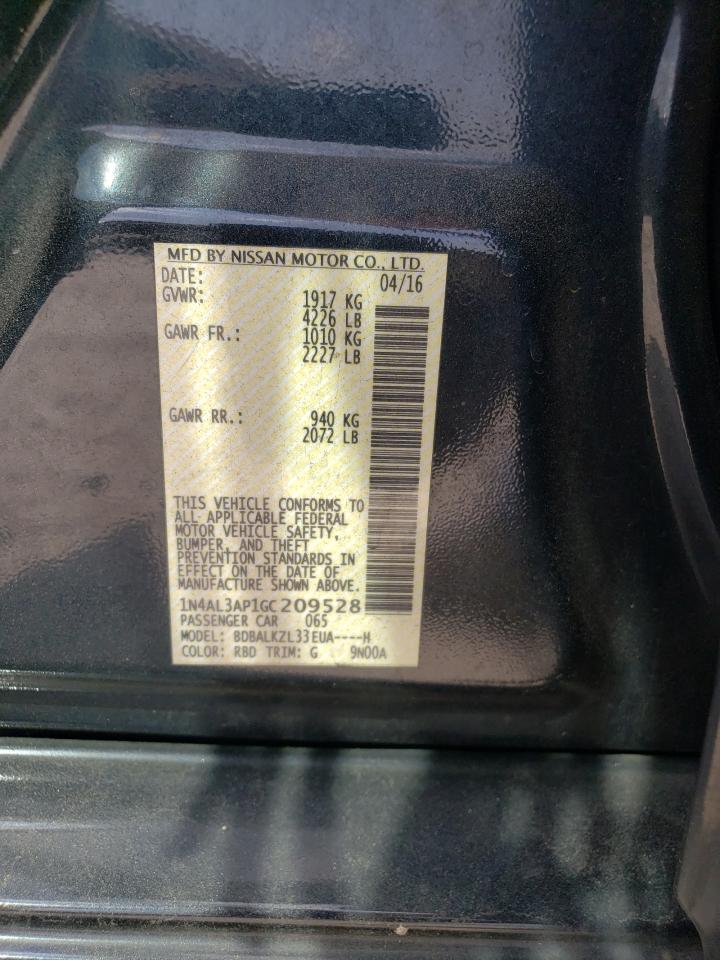 MFD BY NISSAN MOTOR CO., LTD.
DATE: 04/16
GVWR: 1917 KG
4226 LB
GAWR FR.: 1010 KG
2227 LB
GAWR RR.: 940 KG
2072 LB
THIS VEHICLE CONFORMS TO
ALL APPLICABLE FEDERAL
MOTOR VEHICLE SAFETY,
BUMPER, AND THEFT
PREVENTION STANDARDS IN
EFFECT ON THE DATE OF
MANUFACTURE SHOWN ABOVE.
1N4AL3AP1GC209528
PASSENGER CAR 065
MODEL: BDBALKZL33EUA----H
COLOR: RBD TRIM: G 9N00A